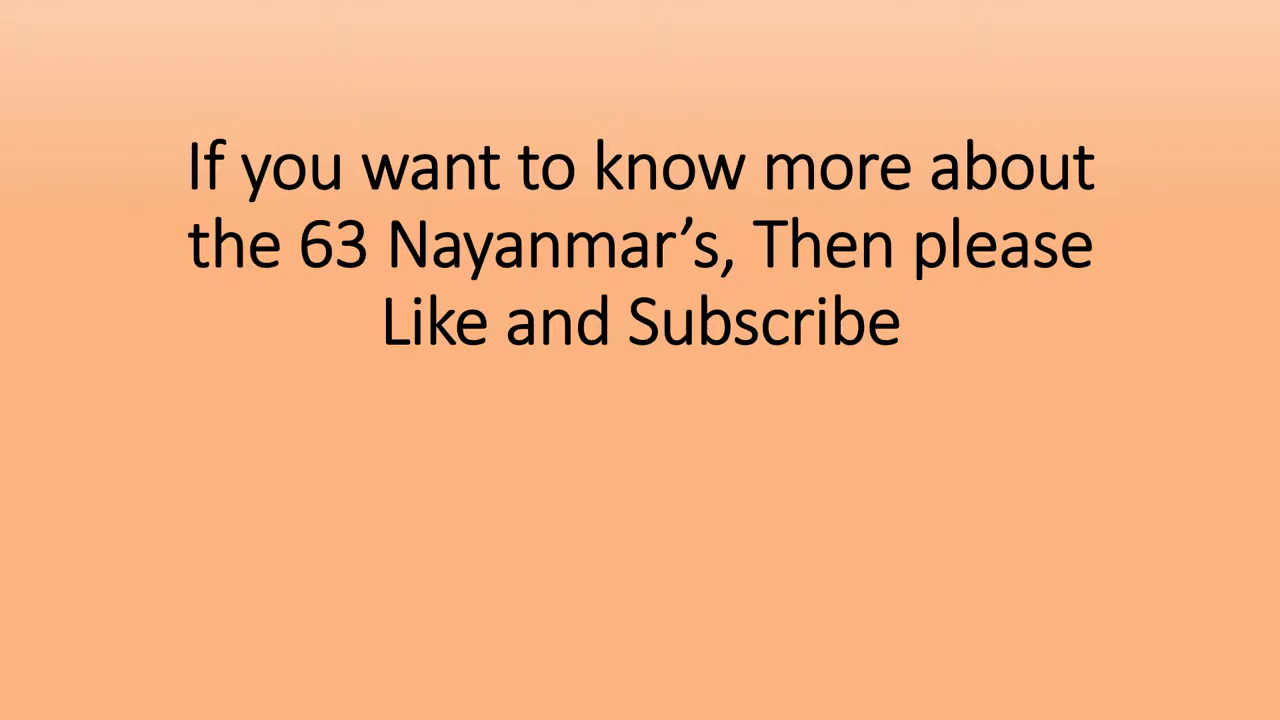 If you want to know more about
the 63 Nayanmar’s, Then please
Like and Subscribe